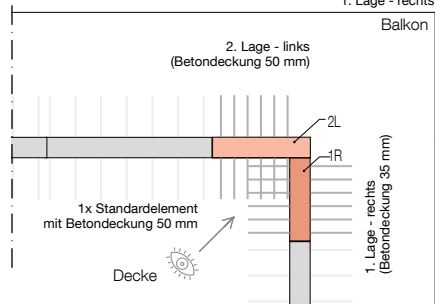 1. Lage - rechts
Balkon
2. Lage - links
(Betondeckung 50 mm)
2L
1R
1x Standardelement
mit Betondeckung 50 mm
Decke
1. Lage - rechts
(Betondeckung 35 mm)